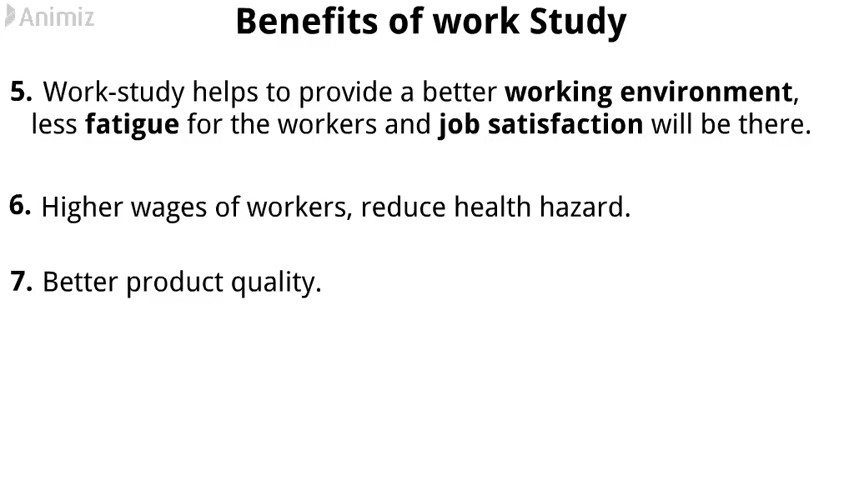 Animiz
Benefits of work Study
5. Work-study helps to provide a better working environment,
less fatigue for the workers and job satisfaction will be there.
6. Higher wages of workers, reduce health hazard.
7. Better product quality.